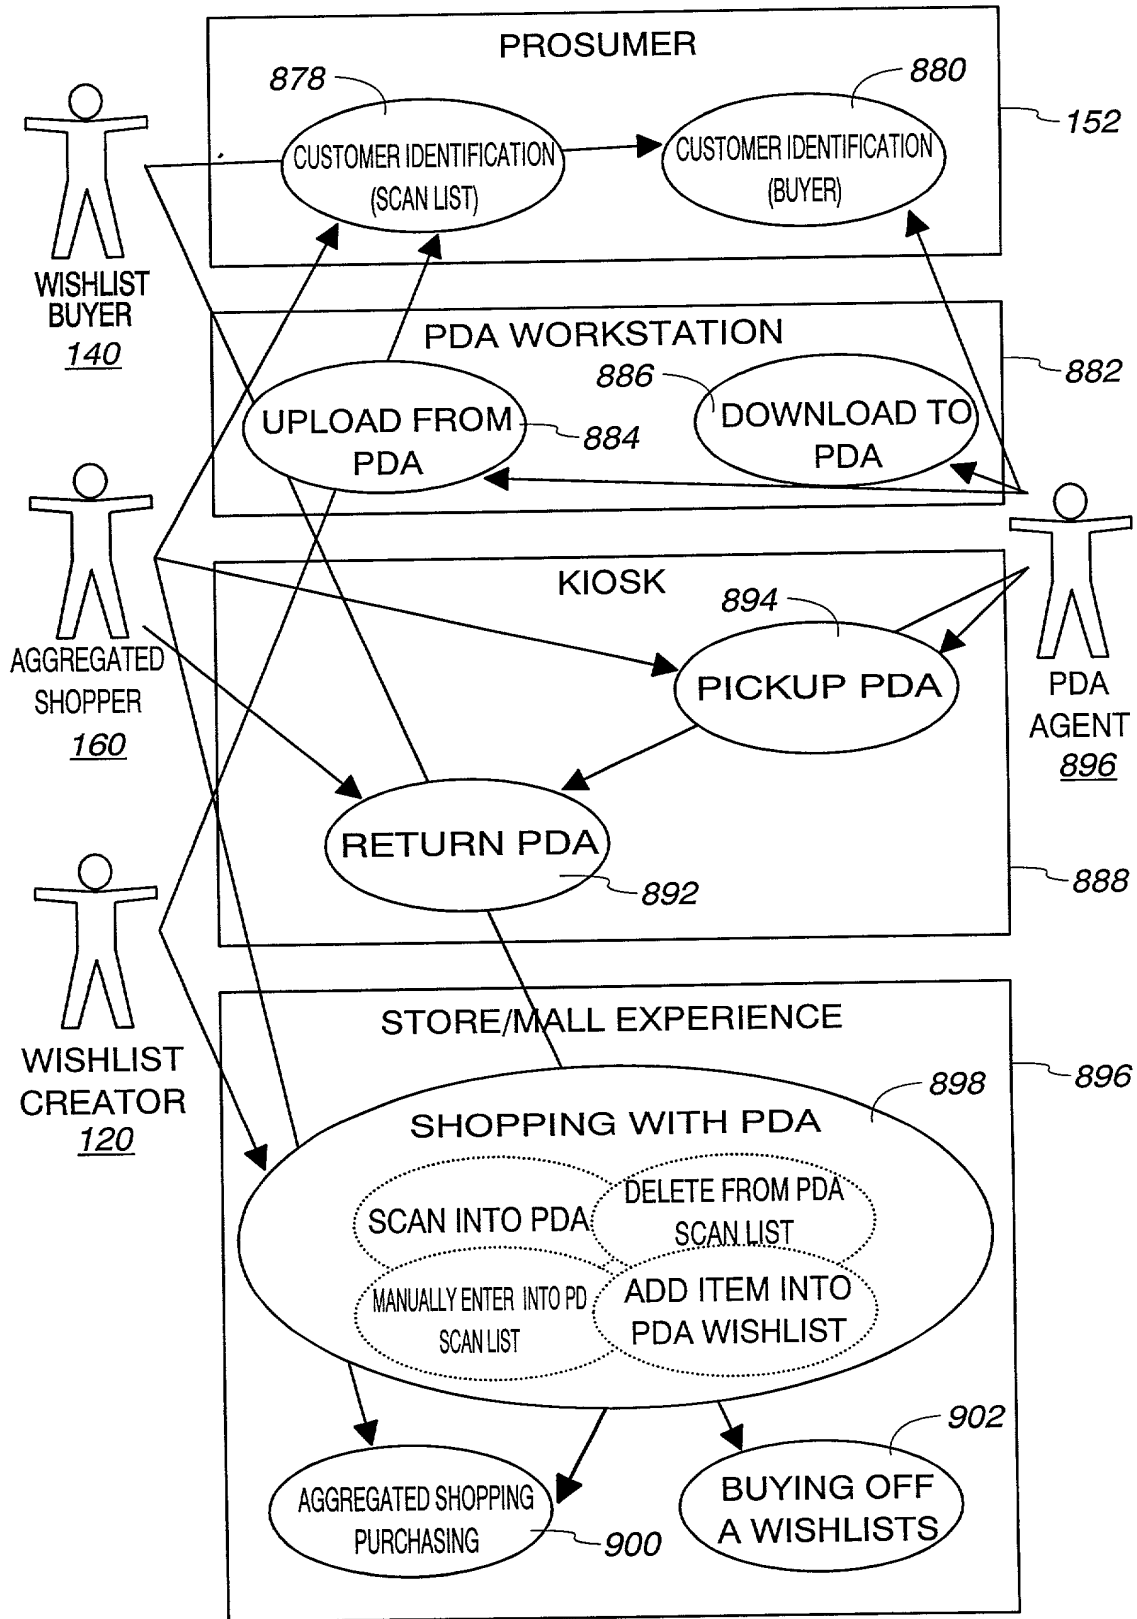 PROSUMER
878
880
152
CUSTOMER IDENTIFICATION
(SCAN LIST)
CUSTOMER IDENTIFICATION
(BUYER)
WISHLIST
BUYER
140
PDA WORKSTATION
886
882
UPLOAD FROM
PDA
884
DOWNLOAD TO
PDA
KIOSK
894
PICKUP PDA
AGGREGATED
SHOPPER
160
PDA
AGENT
896
RETURN PDA
892
888
STORE/MALL EXPERIENCE
896
898
WISHLIST
CREATOR
120
SHOPPING WITH PDA
SCAN INTO PDA
DELETE FROM PDA
SCAN LIST
MANUALLY ENTER INTO PD
SCAN LIST
ADD ITEM INTO
PDA WISHLIST
902
AGGREGATED SHOPPING
PURCHASING
900
BUYING OFF
A WISHLISTS